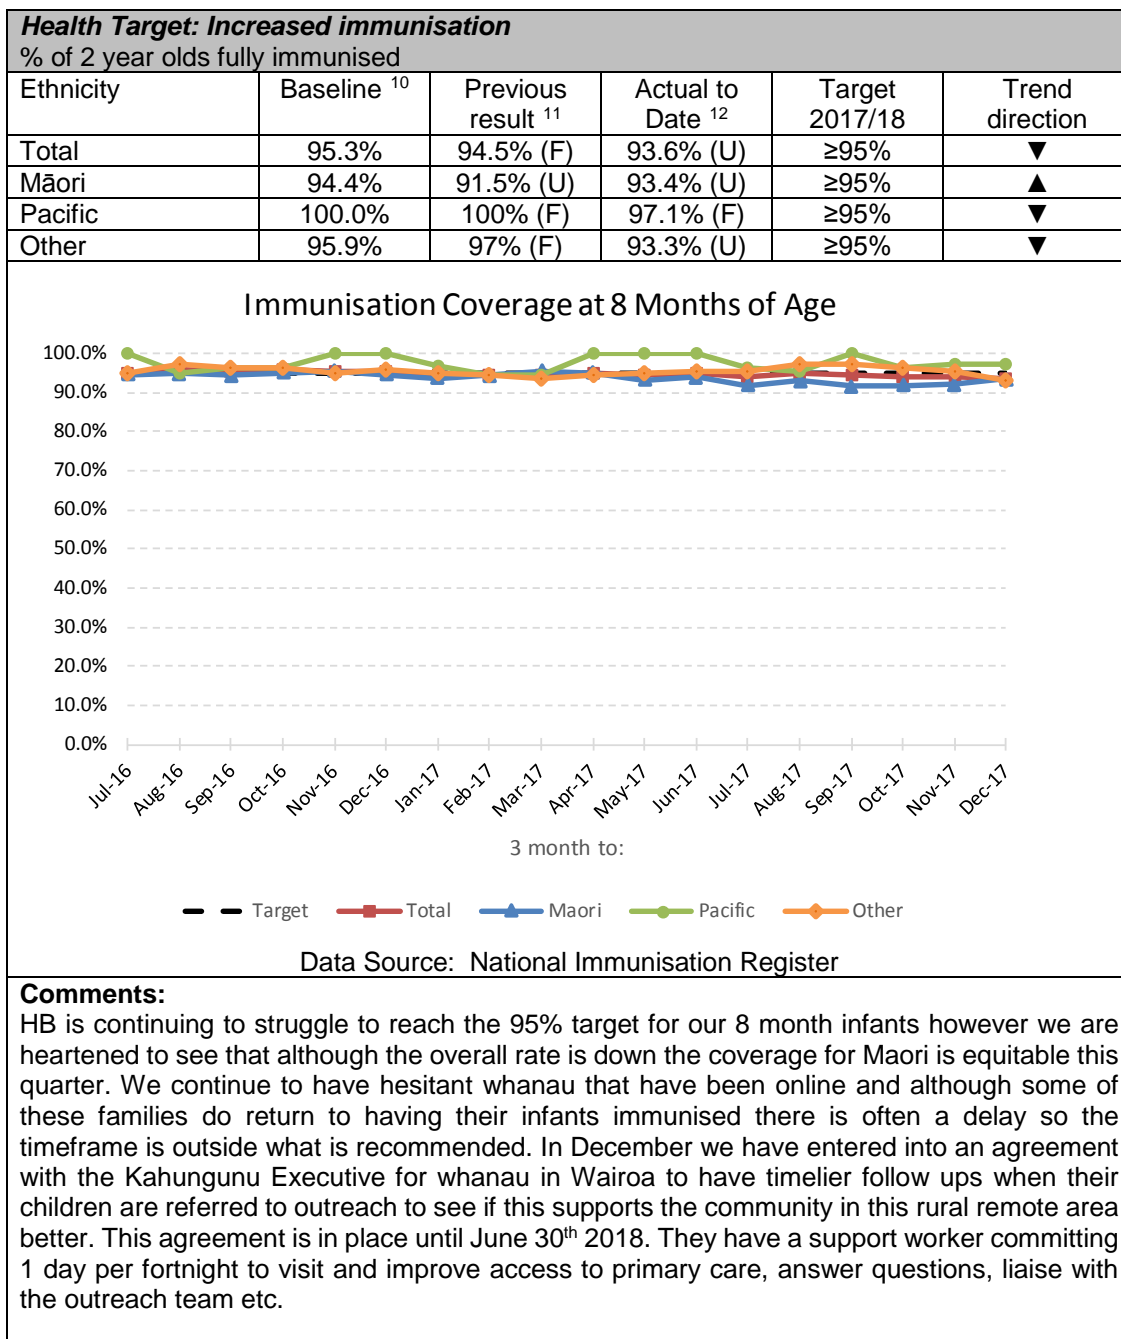 Health Target: Increased immunisation
% of 2 year olds fully immunised
Ethnicity Baseline 10 Previous result 11 Actual to Date 12 Target 2017/18 Trend direction
Total 95.3% 94.5% (F) 93.6% (U) ≥95% ▼
Māori 94.4% 91.5% (U) 93.4% (U) ≥95% ▲
Pacific 100.0% 100% (F) 97.1% (F) ≥95% ▼
Other 95.9% 97% (F) 93.3% (U) ≥95% ▼
Immunisation Coverage at 8 Months of Age
100.0%
90.0%
80.0%
70.0%
60.0%
50.0%
40.0%
30.0%
20.0%
10.0%
0.0%
Jul-16 Aug-16 Sep-16 Oct-16 Nov-16 Dec-16 Jan-17 Feb-17 Mar-17 Apr-17 May-17 Jun-17 Jul-17 Aug-17 Sep-17 Oct-17 Nov-17 Dec-17
3 month to:
Target Total Maori Pacific Other
Data Source: National Immunisation Register
Comments:
HB is continuing to struggle to reach the 95% target for our 8 month infants however we are
heartened to see that although the overall rate is down the coverage for Maori is equitable this
quarter. We continue to have hesitant whanau that have been online and although some of
these families do return to having their infants immunised there is often a delay so the
timeframe is outside what is recommended. In December we have entered into an agreement
with the Kahungunu Executive for whanau in Wairoa to have timelier follow ups when their
children are referred to outreach to see if this supports the community in this rural remote area
better. This agreement is in place until June 30th 2018. They have a support worker committing
1 day per fortnight to visit and improve access to primary care, answer questions, liaise with
the outreach team etc.